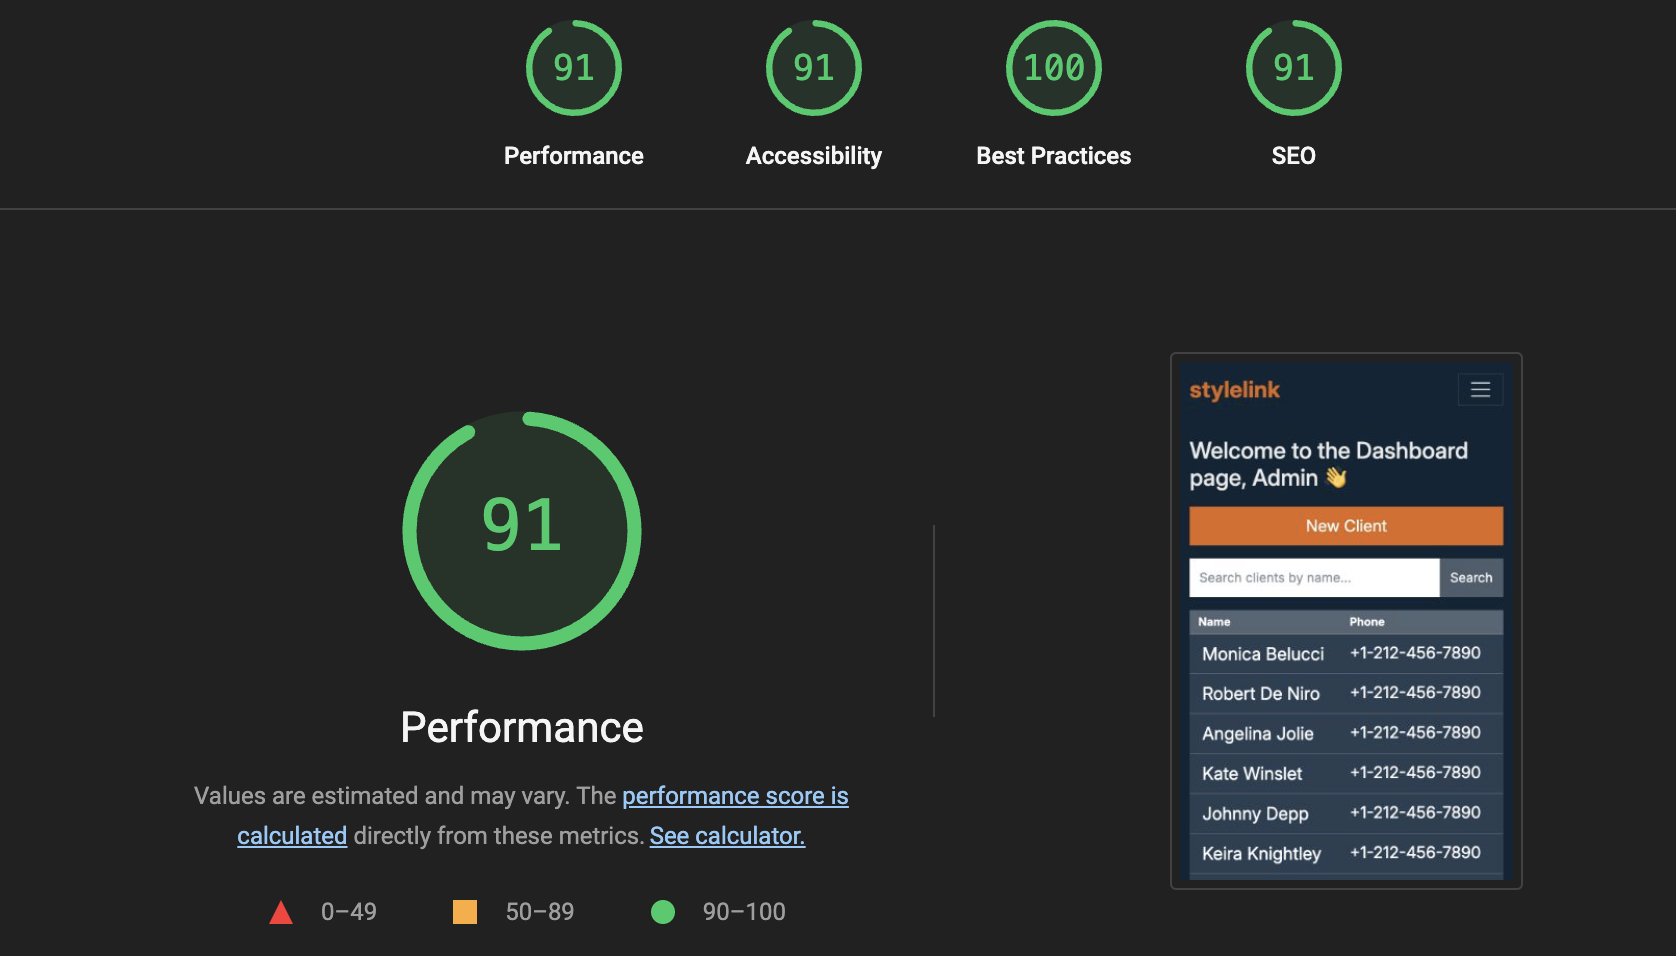 91
91
100
91
Performance
Accessibility
Best Practices
SEO
91
Performance
Values are estimated and may vary. The performance score is
calculated directly from these metrics. See calculator.
0–49
50–89
90–100
stylelink
Welcome to the Dashboard
page, Admin 👋
New Client
Search clients by name...
Search
Name Phone
Monica Belucci +1-212-456-7890
Robert De Niro +1-212-456-7890
Angelina Jolie +1-212-456-7890
Kate Winslet +1-212-456-7890
Johnny Depp +1-212-456-7890
Keira Knightley +1-212-456-7890